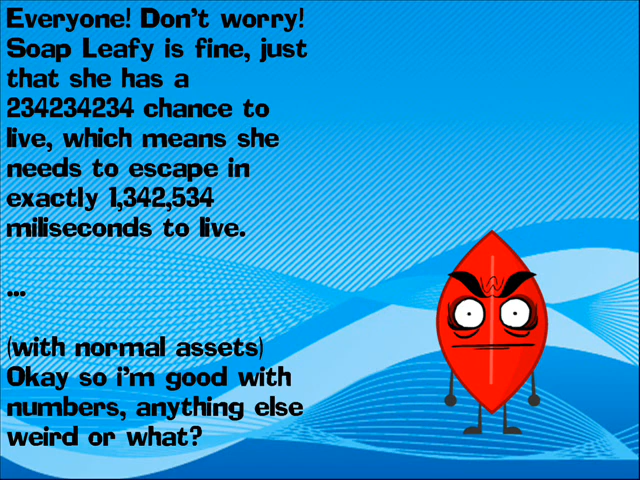 Everyone! Don't worry!
Soap Leafy is fine, just
that she has a
234234234 chance to
live, which means she
needs to escape in
exactly 1,342,534
miliseconds to live.
...
(with normal assets)
Okay so i'm good with
numbers, anything else
weird or what?